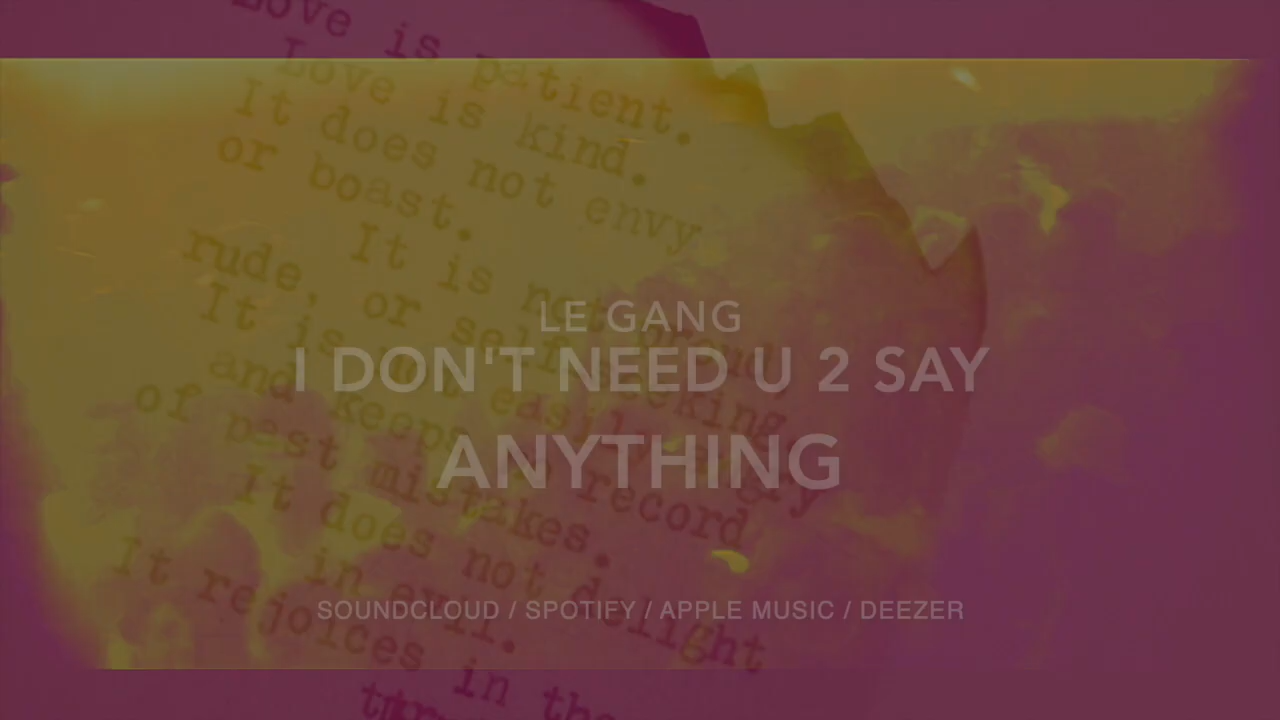 Love is patient.
Love is kind.
It does not envy
or boast.
It is not proud,
rude, or self seeking,
It is not easily angry
and keeps no record
of past mistakes.
It does not delight
in evil.
It rejoices in the
LE GANG
I DON'T NEED U 2 SAY
ANYTHING
SOUNDCLOUD / SPOTIFY / APPLE MUSIC / DEEZER